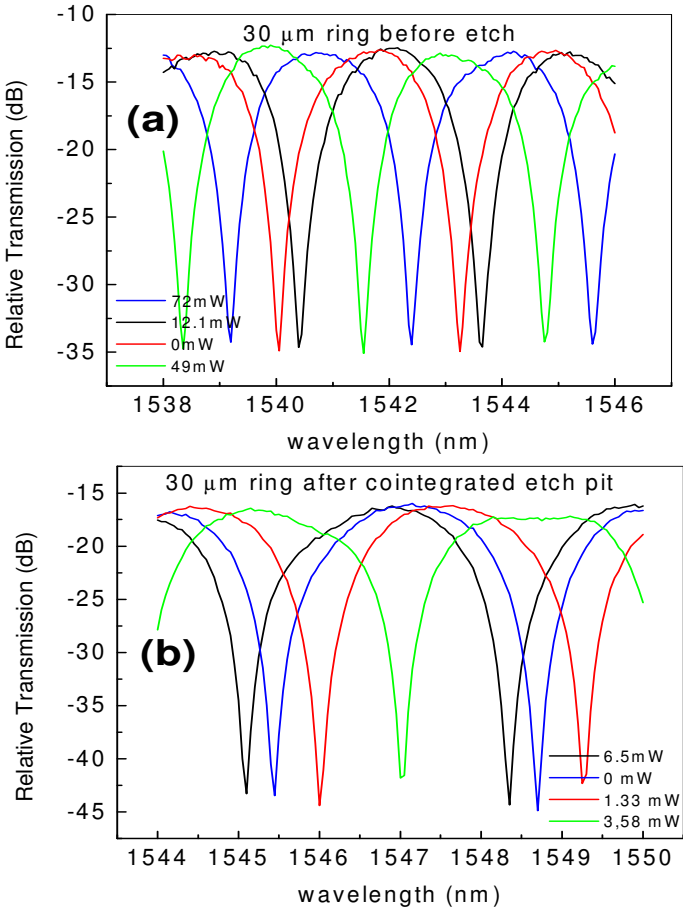 30 μm ring before etch
(a)
-10
-15
-20
-25
-30
-35
Relative Transmission (dB)
72mW
12.1mW
0mW
49mW
1538 1540 1542 1544 1546
wavelength (nm)
30 μm ring after cointegrated etch pit
(b)
-15
-20
-25
-30
-35
-40
-45
Relative Transmission (dB)
6.5mW
0 mW
1.33 mW
3,58 mW
1544 1545 1546 1547 1548 1549 1550
wavelength (nm)